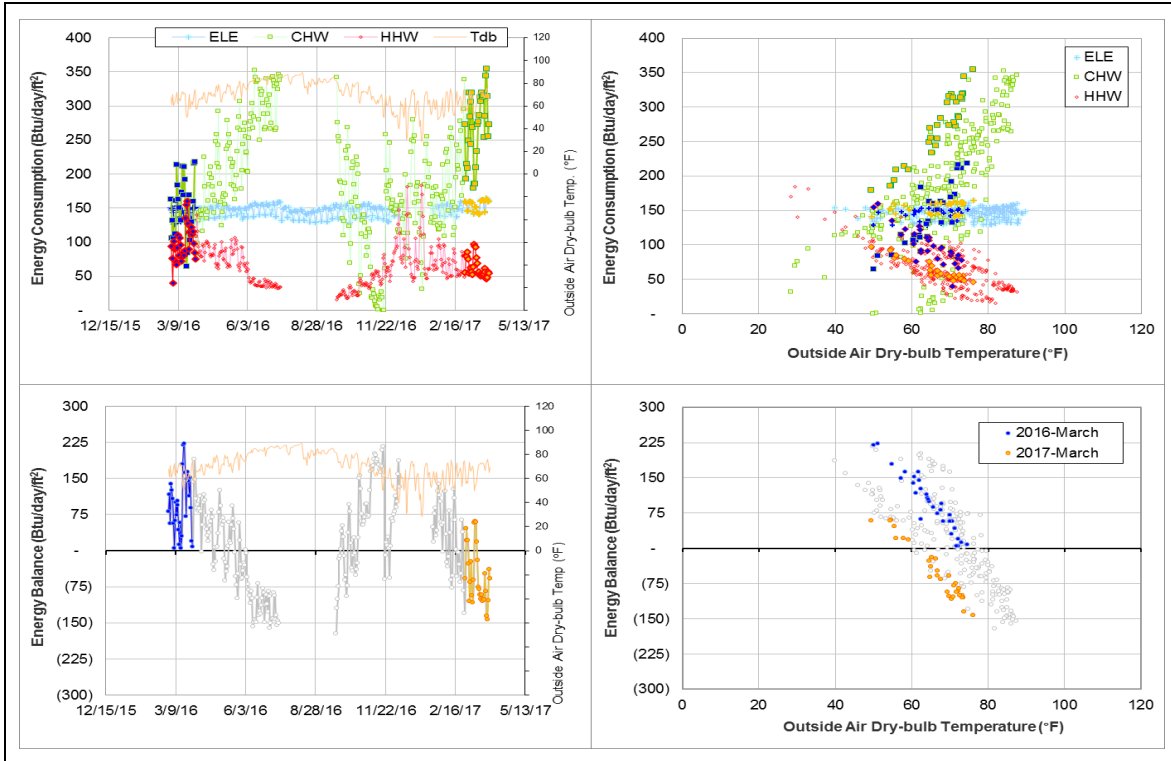 ELE CHW HHW Tdb
Energy Consumption (Btu/day/ft²)
400
350
300
250
200
150
100
50
-
120
100
80
60
40
20
0
Outside Air Dry-bulb Temp. (°F)
12/15/15 3/9/16 6/3/16 8/28/16 11/22/16 2/16/17 5/13/17
ELE
CHW
HHW
Energy Consumption (Btu/day/ft²)
400
350
300
250
200
150
100
50
-
0 20 40 60 80 100 120
Outside Air Dry-bulb Temperature (°F)
Energy Balance (Btu/day/ft²)
300
225
150
75
-
(75)
(150)
(225)
(300)
120
100
80
60
40
20
0
Outside Air Dry-bulb Temp (°F)
12/15/15 3/9/16 6/3/16 8/28/16 11/22/16 2/16/17 5/13/17
2016-March
2017-March
Energy Balance (Btu/day/ft²)
300
225
150
75
-
(75)
(150)
(225)
(300)
0 20 40 60 80 100 120
Outside Air Dry-bulb Temperature (°F)